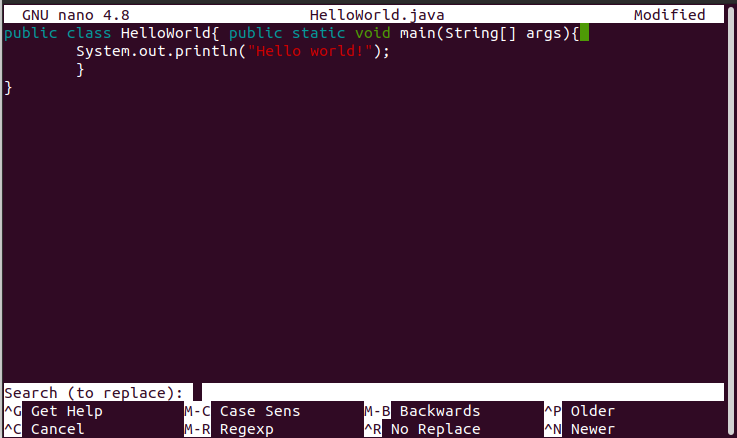 GNU nano 4.8 HelloWorld.java Modified
public class HelloWorld{ public static void main(String[] args){
System.out.println("Hello world!");
}
}
Search (to replace):
^G Get Help M-C Case Sens M-B Backwards ^P Older
^C Cancel M-R Regexp ^R No Replace ^N Newer